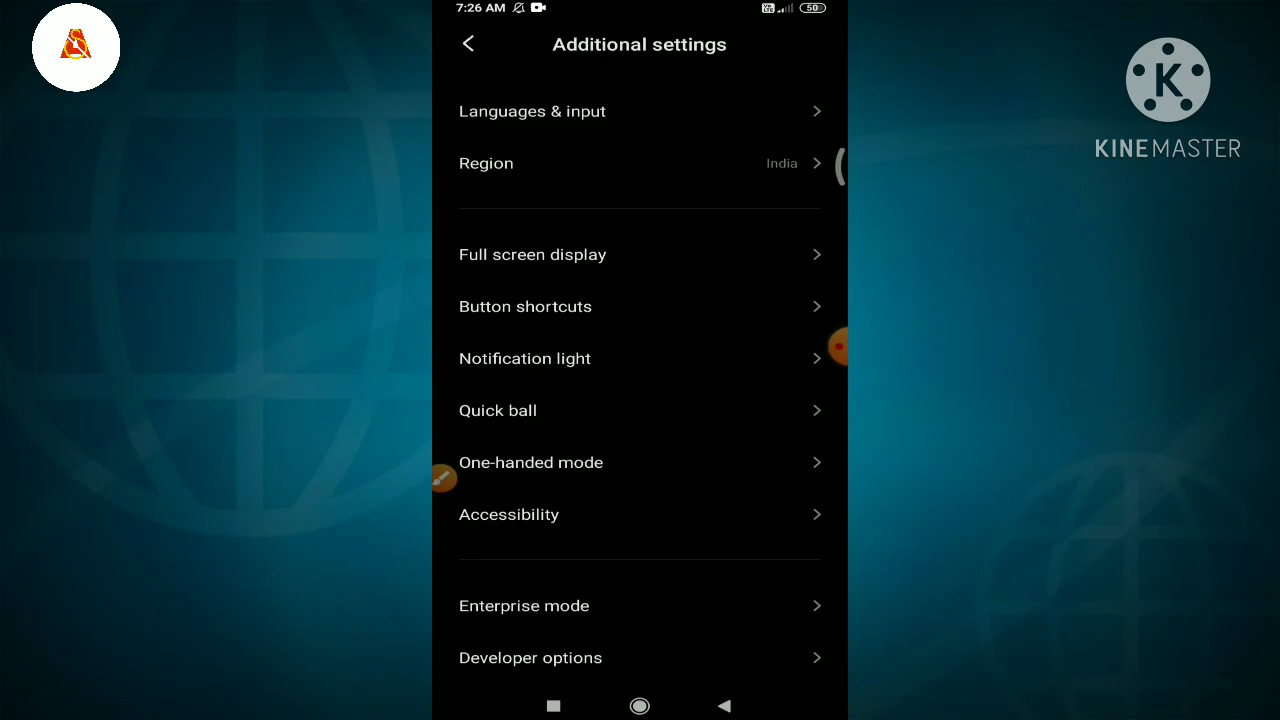 7:26 AM
50
Additional settings
Languages & input
Region India
Full screen display
Button shortcuts
Notification light
Quick ball
One-handed mode
Accessibility
Enterprise mode
Developer options
K
KINEMASTER